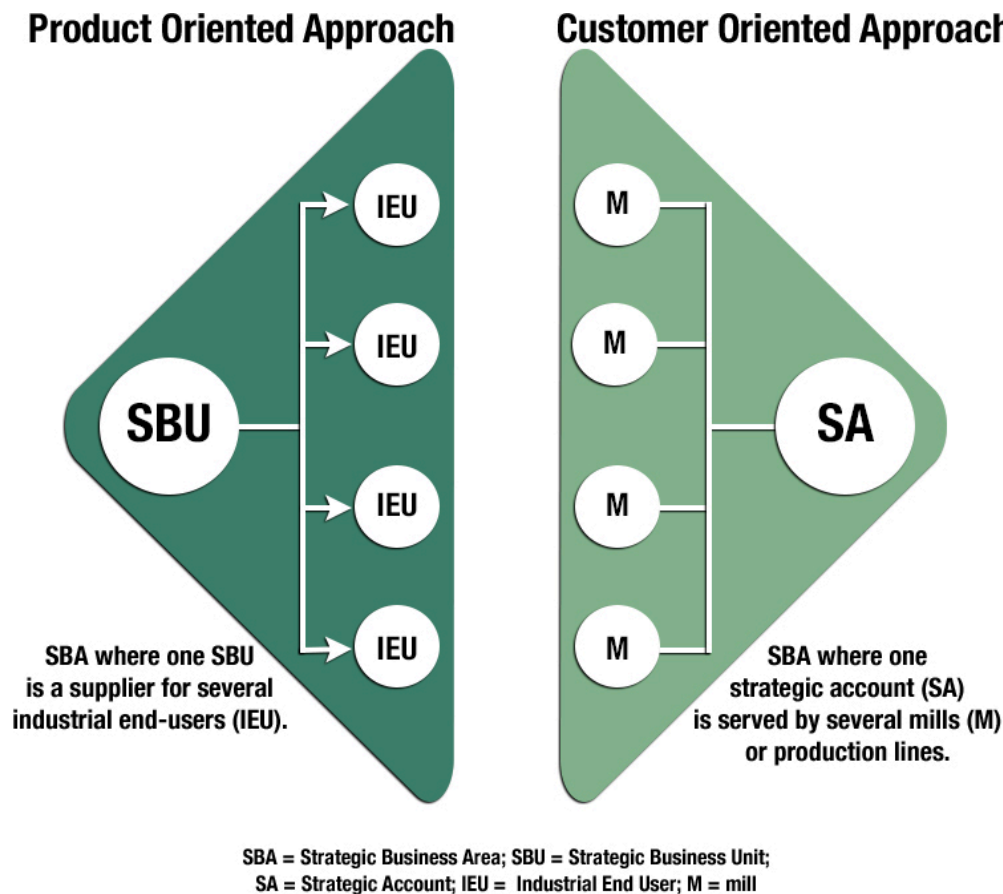 Product Oriented Approach
Customer Oriented Approach
IEU
IEU
SBU
IEU
IEU
M
M
SA
M
M
SBA where one SBU
is a supplier for several
industrial end-users (IEU).
SBA where one
strategic account (SA)
is served by several mills (M)
or production lines.
SBA = Strategic Business Area; SBU = Strategic Business Unit;
SA = Strategic Account; IEU = Industrial End User; M = mill